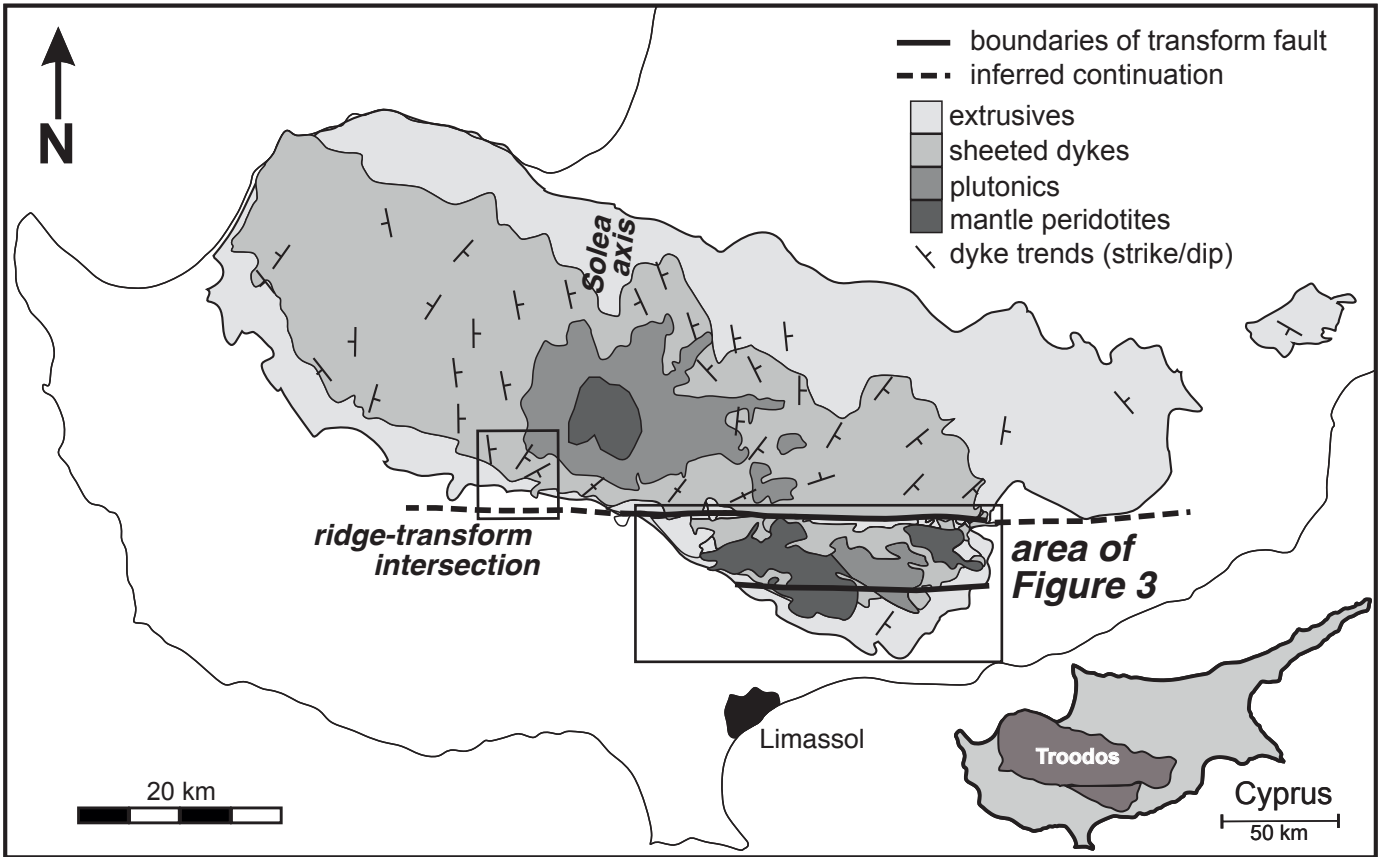 N
boundaries of transform fault
inferred continuation
extrusives
sheeted dykes
plutonics
mantle peridotites
dyke trends (strike/dip)
Solea
axis
ridge-transform
intersection
area of
Figure 3
Limassol
20 km
Troodos
Cyprus
50 km